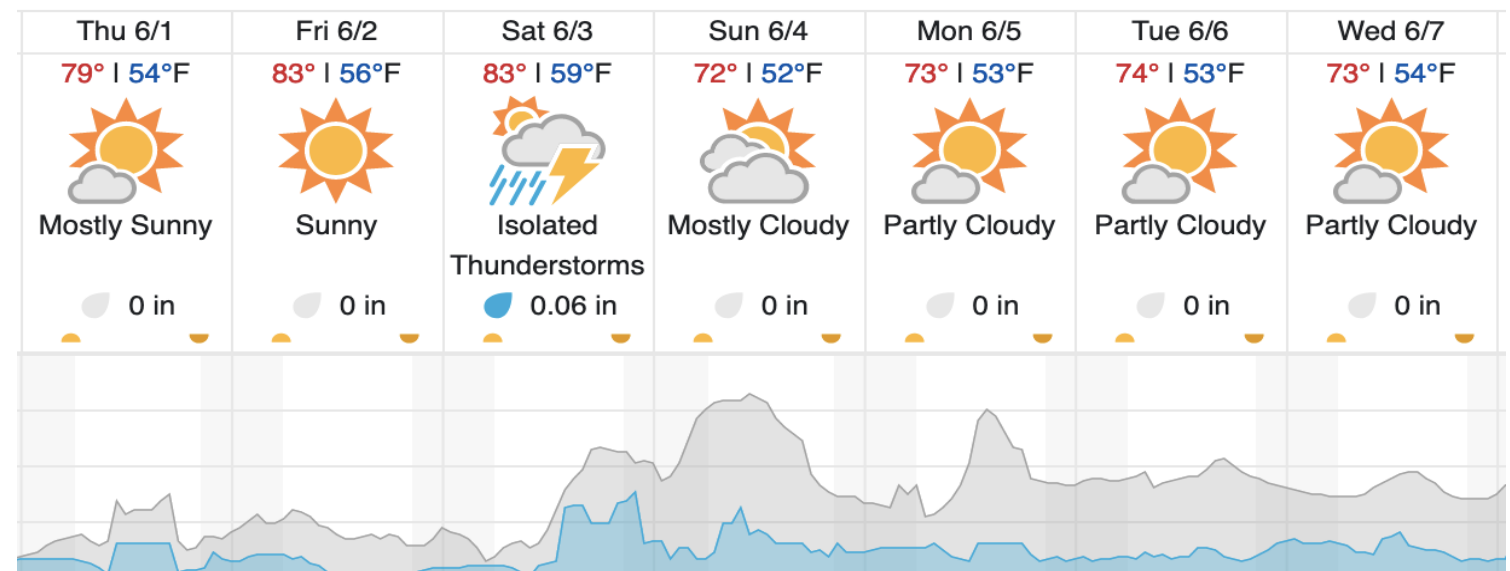 Thu 6/1 Fri 6/2 Sat 6/3 Sun 6/4 Mon 6/5 Tue 6/6 Wed 6/7
79° | 54°F 83° | 56°F 83° | 59°F 72° | 52°F 73° | 53°F 74° | 53°F 73° | 54°F
Mostly Sunny Sunny Isolated Mostly Cloudy Partly Cloudy Partly Cloudy Partly Cloudy
Thunderstorms
0 in 0 in 0.06 in 0 in 0 in 0 in 0 in